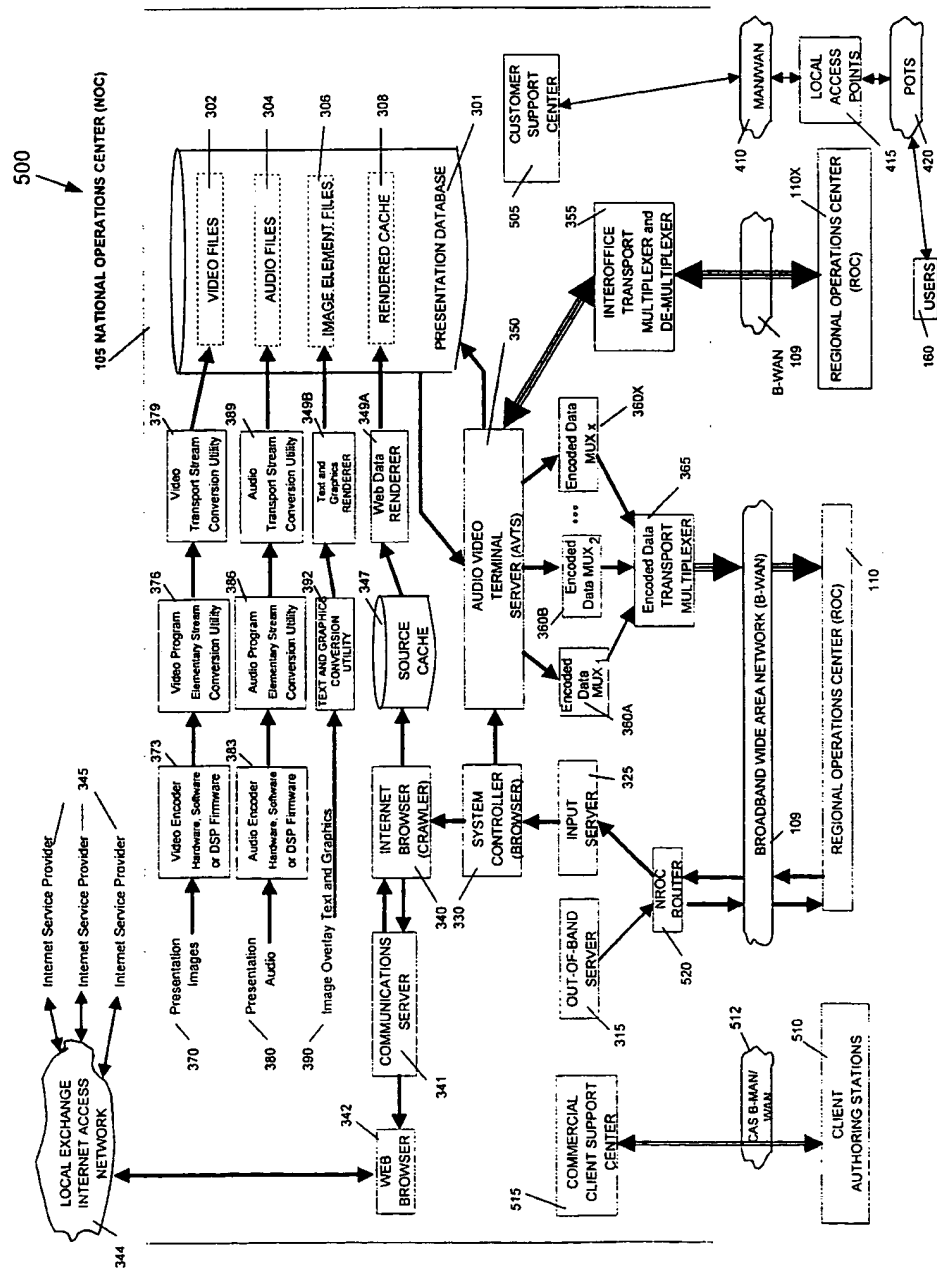 500
105 NATIONAL OPERATIONS CENTER (NOC)
LOCAL EXCHANGE
INTERNET ACCESS
NETWORK
344
Internet Service Provider
Internet Service Provider
Internet Service Provider
345
370
Presentation
Images
373
Video Encoder
Hardware, Software
or DSP Firmware
376
Video Program
Elementary Stream
Conversion Utility
379
Video
Transport Stream
Conversion Utility
VIDEO FILES
302
380
Presentation
Audio
383
Audio Encoder
Hardware, Software
or DSP Firmware
386
Audio Program
Elementary Stream
Conversion Utility
389
Audio
Transport Stream
Conversion Utility
AUDIO FILES
304
390
Image Overlay Text and Graphics
392
TEXT AND GRAPHICS
CONVERSION
UTILITY
349B
Text and
Graphics
RENDERER
IMAGE ELEMENT FILES
306
342
WEB
BROWSER
COMMUNICATIONS
SERVER
341
INTERNET
BROWSER
(CRAWLER)
340
347
SOURCE
CACHE
349A
Web Data
RENDERER
RENDERED CACHE
308
PRESENTATION DATABASE
301
SYSTEM
CONTROLLER
(BROWSER)
330
AUDIO VIDEO
TERMINAL
SERVER (AVTS)
350
CUSTOMER
SUPPORT
CENTER
505
515
COMMERCIAL
CLIENT SUPPORT
CENTER
OUT-OF-BAND
SERVER
315
INPUT
SERVER
325
Encoded
Data
MUX 1
360A
360B
Encoded
Data MUX 2
...
Encoded Data
MUX x
360X
INTEROFFICE
TRANSPORT
MULTIPLEXER and
DE-MULTIPLEXER
355
NROC
ROUTER
520
Encoded Data
TRANSPORT
MULTIPLEXER
365
CAS B-MAN/
WAN
512
109
BROADBAND WIDE AREA NETWORK (B-WAN)
B-WAN
109
410
MAN/WAN
CLIENT
AUTHORING STATIONS
510
REGIONAL OPERATIONS CENTER (ROC)
110
REGIONAL OPERATIONS CENTER
(ROC)
110X
LOCAL
ACCESS
POINTS
415
160
USERS
POTS
420